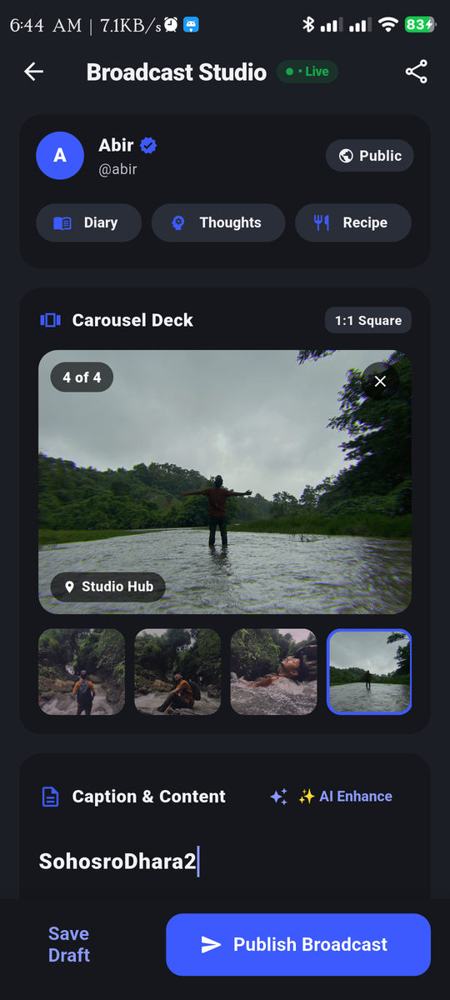 6:44 AM | 7.1KB/s 83
Broadcast Studio • Live
A
Abir
@abir
Public
Diary Thoughts Recipe
Carousel Deck 1:1 Square
4 of 4
Studio Hub
Caption & Content ✨ AI Enhance
SohosroDhara2
Save
Draft
Publish Broadcast